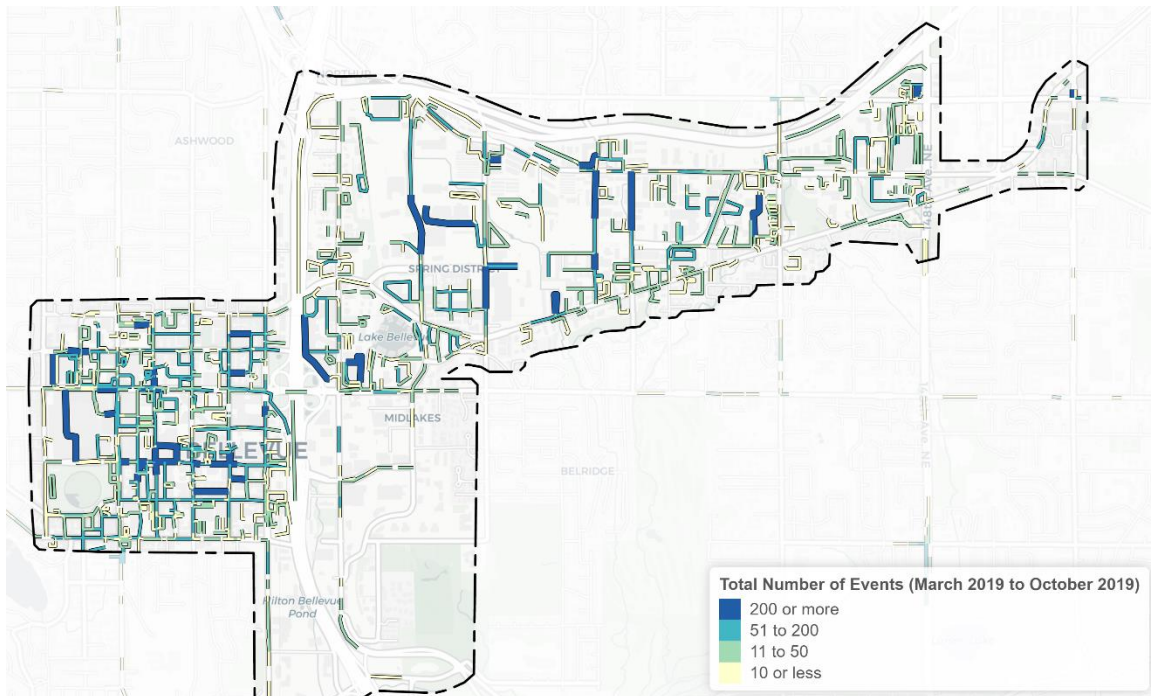 ASHWOOD
48th Ave NE
SPRING DISTRICT
Lake Bellevue
MIDLAKES
BELLEVUE
BELRIDGE
Hilton Bellevue
Pond
Total Number of Events (March 2019 to October 2019)
200 or more
51 to 200
11 to 50
10 or less